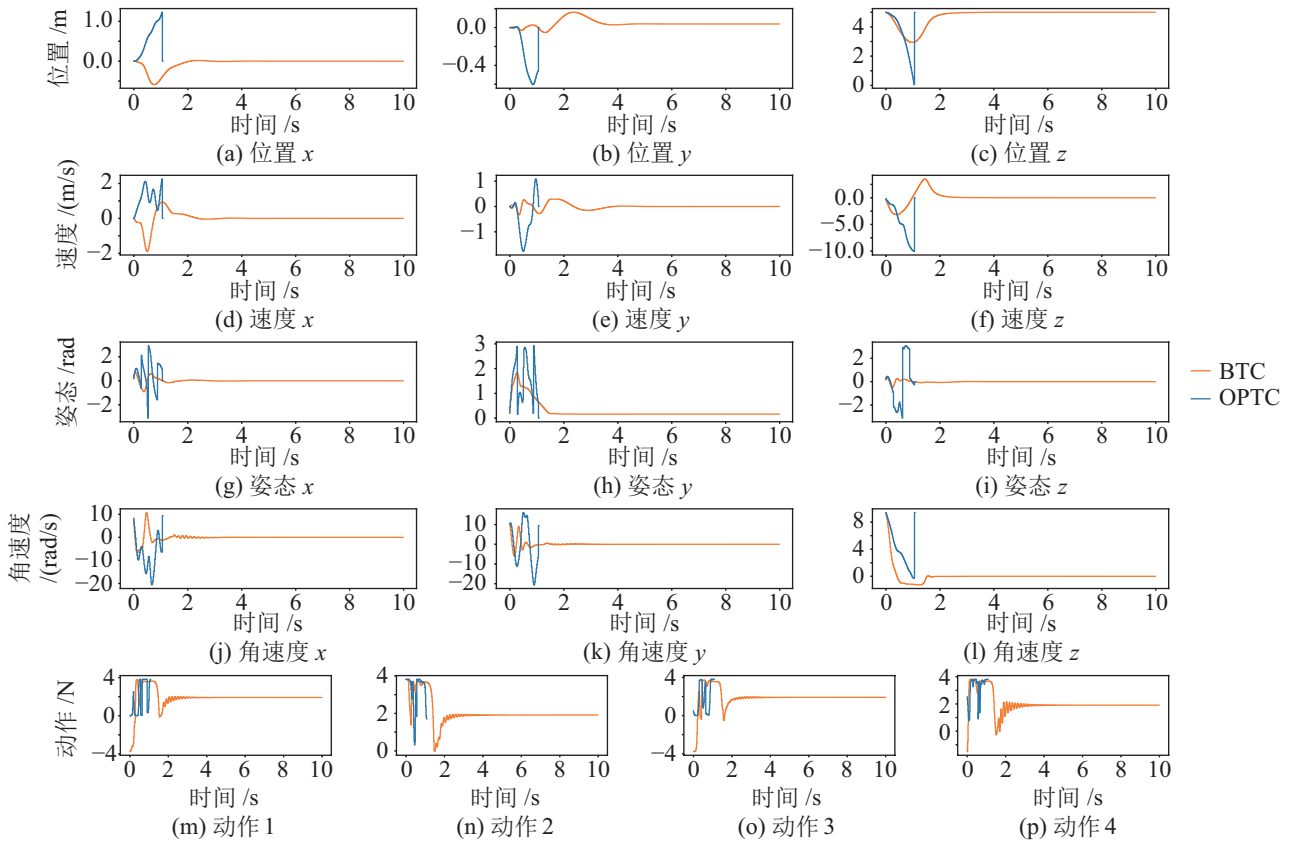 位置 /m
1.0
0.0
0 2 4 6 8 10
时间 /s
(a) 位置 x
0.0
−0.4
0 2 4 6 8 10
时间 /s
(b) 位置 y
4
2
0
0 2 4 6 8 10
时间 /s
(c) 位置 z
速度 /(m/s)
2
0
−2
0 2 4 6 8 10
时间 /s
(d) 速度 x
1
0
−1
0 2 4 6 8 10
时间 /s
(e) 速度 y
0.0
−5.0
−10.0
0 2 4 6 8 10
时间 /s
(f) 速度 z
姿态 /rad
2
0
−2
0 2 4 6 8 10
时间 /s
(g) 姿态 x
3
2
1
0
0 2 4 6 8 10
时间 /s
(h) 姿态 y
2
0
−2
0 2 4 6 8 10
时间 /s
(i) 姿态 z
BTC
OPTC
角速度
/(rad/s)
10
0
−10
−20
0 2 4 6 8 10
时间 /s
(j) 角速度 x
10
0
−10
−20
0 2 4 6 8 10
时间 /s
(k) 角速度 y
8
4
0
0 2 4 6 8 10
时间 /s
(l) 角速度 z
动作 /N
4
0
−4
0 2 4 6 8 10
时间 /s
(m) 动作 1
4
2
0
0 2 4 6 8 10
时间 /s
(n) 动作 2
4
0
−4
0 2 4 6 8 10
时间 /s
(o) 动作 3
4
2
0
0 2 4 6 8 10
时间 /s
(p) 动作 4